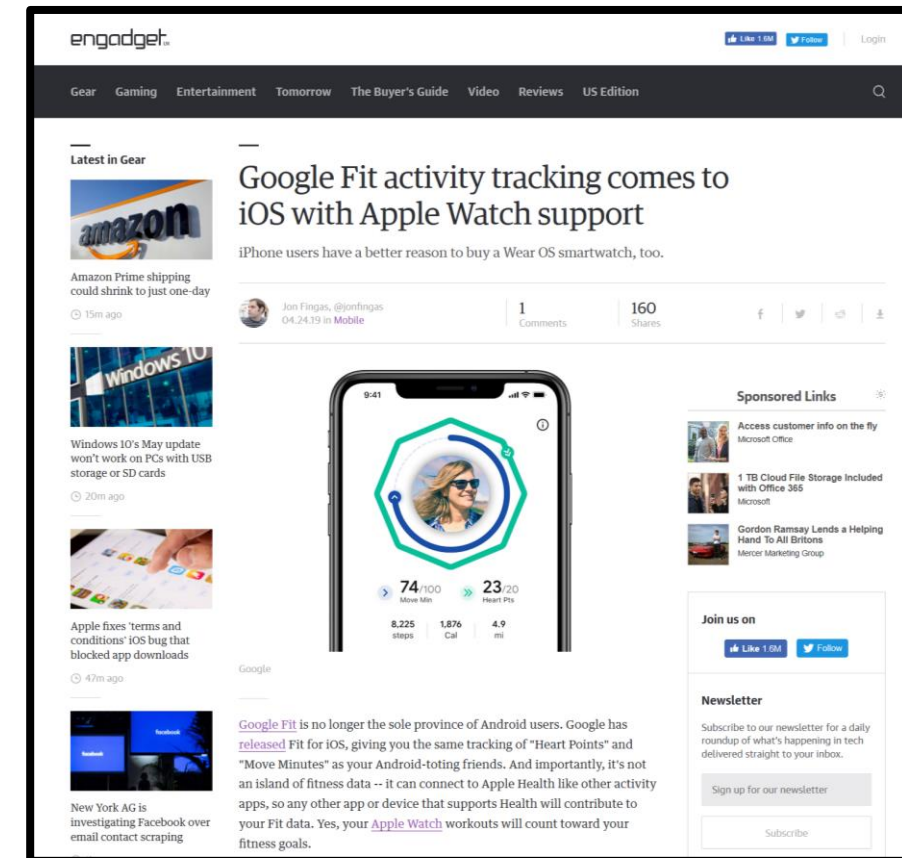 engadget
Like 1.6M
Follow
Login
Gear Gaming Entertainment Tomorrow The Buyer's Guide Video Reviews US Edition
Latest in Gear
amazon
Amazon Prime shipping
could shrink to just one-day
15m ago
Windows 10
Windows 10's May update
won't work on PCs with USB
storage or SD cards
20m ago
Apple fixes 'terms and
conditions' iOS bug that
blocked app downloads
47m ago
facebook
New York AG is
investigating Facebook over
email contact scraping
Google Fit activity tracking comes to
iOS with Apple Watch support
iPhone users have a better reason to buy a Wear OS smartwatch, too.
Jon Fingas, @jonfingas
04.24.19 in Mobile
1
Comments
160
Shares
9:41
74/100
Move Min
23/20
Heart Pts
8,225
steps
1,876
Cal
4.9
mi
Google
Google Fit is no longer the sole province of Android users. Google has
released Fit for iOS, giving you the same tracking of "Heart Points" and
"Move Minutes" as your Android-toting friends. And importantly, it's not
an island of fitness data -- it can connect to Apple Health like other activity
apps, so any other app or device that supports Health will contribute to
your Fit data. Yes, your Apple Watch workouts will count toward your
fitness goals.
Sponsored Links
Access customer info on the fly
Microsoft Office
1 TB Cloud File Storage Included
with Office 365
Microsoft
Gordon Ramsay Lends a Helping
Hand To All Britons
Mercer Marketing Group
Join us on
Like 1.6M
Follow
Newsletter
Subscribe to our newsletter for a daily
roundup of what's happening in tech
delivered straight to your inbox.
Sign up for our newsletter
Subscribe